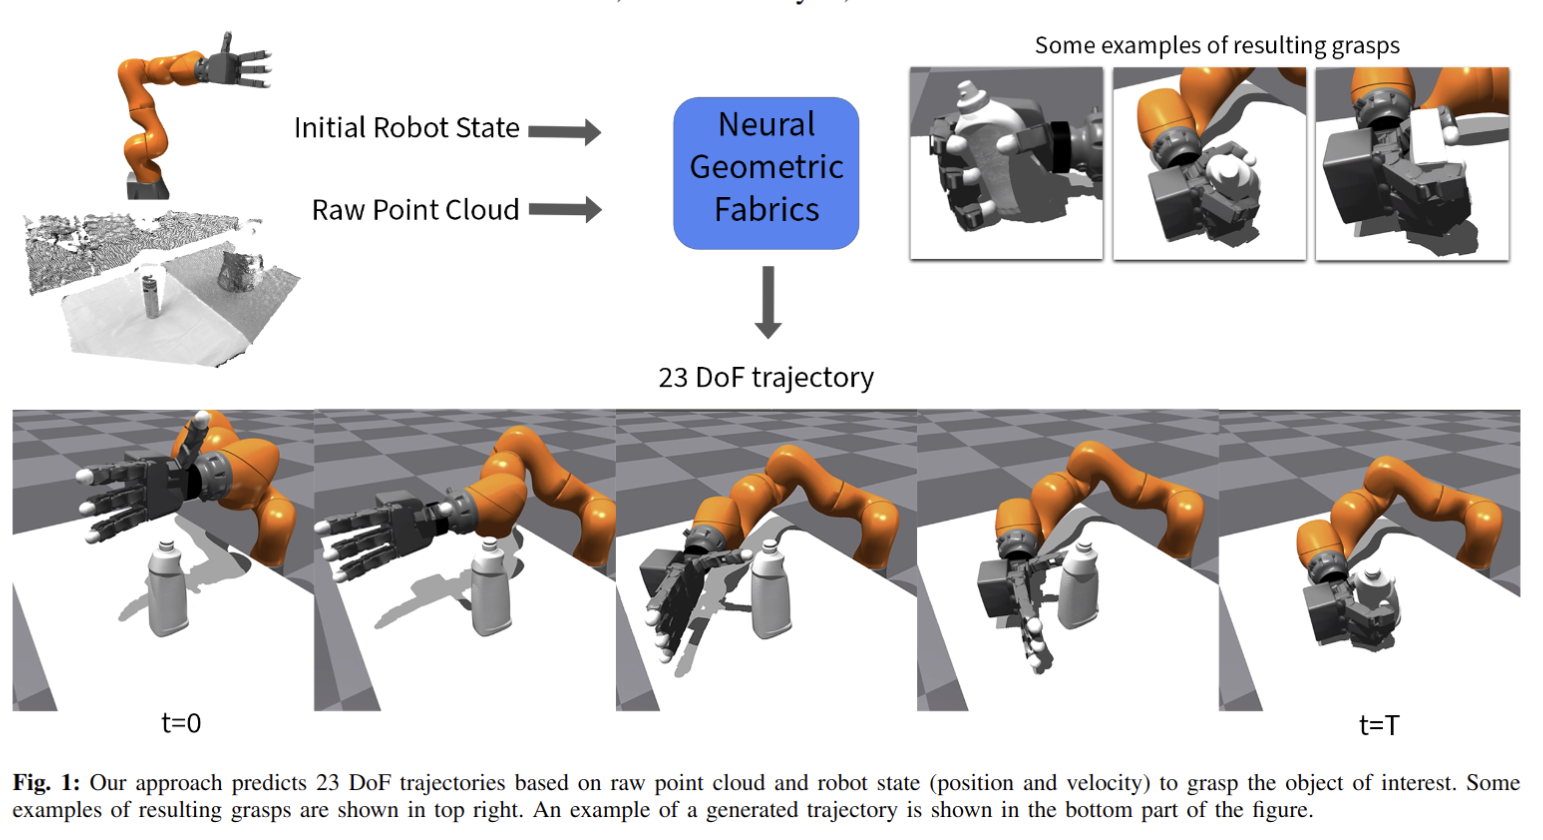 Some examples of resulting grasps
Initial Robot State
Raw Point Cloud
Neural
Geometric
Fabrics
23 DoF trajectory
t=0
t=T
Fig. 1: Our approach predicts 23 DoF trajectories based on raw point cloud and robot state (position and velocity) to grasp the object of interest. Some
examples of resulting grasps are shown in top right. An example of a generated trajectory is shown in the bottom part of the figure.